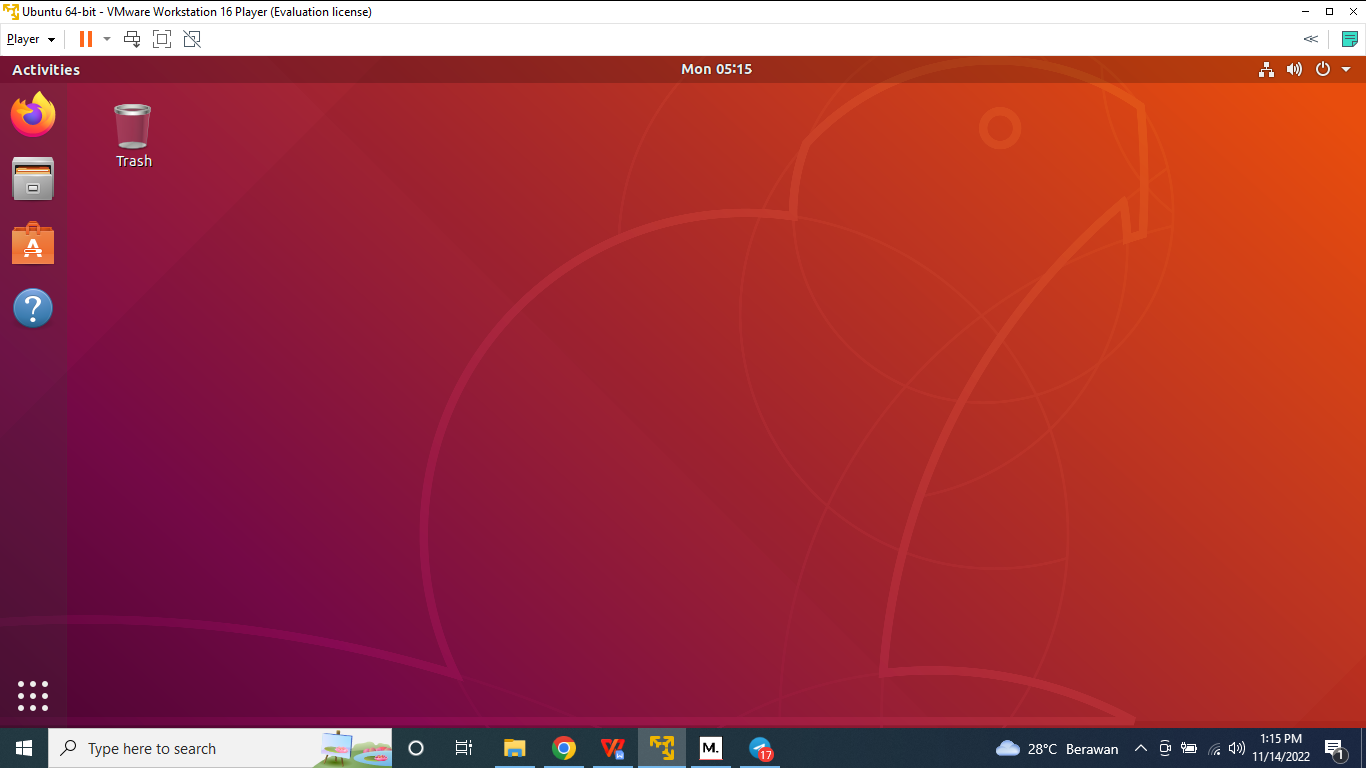 Ubuntu 64-bit - VMware Workstation 16 Player (Evaluation license)
Player
Activities
Mon 05:15
Trash
Type here to search
M.
17
28°C Berawan
1:15 PM
11/14/2022
1